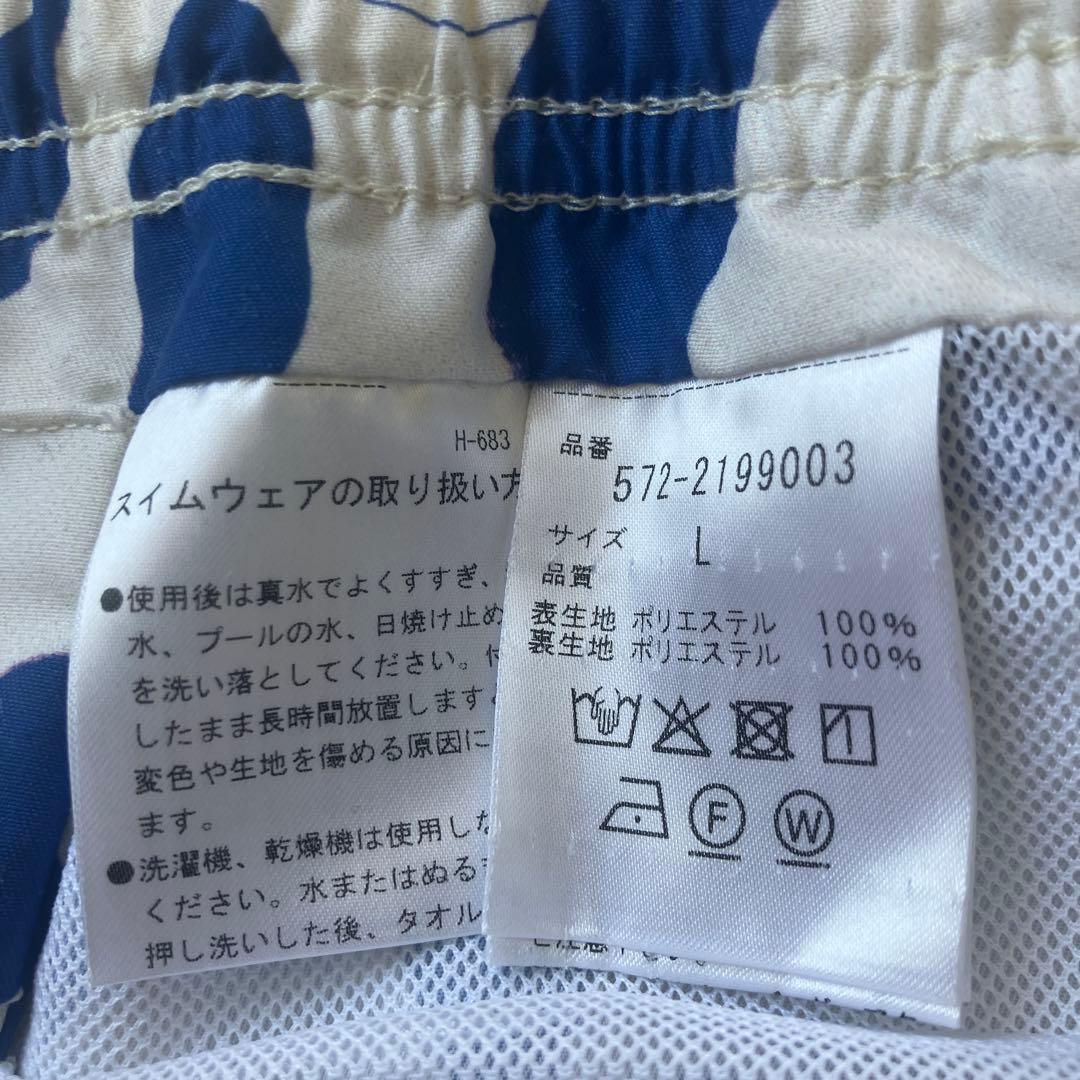 H-683
スイムウェアの取り扱い方
●使用後は真水でよくすすぎ、
水、プールの水、日焼け止め
を洗い落としてください。付
したまま長時間放置します
変色や生地を傷める原因に
ます。
●洗濯機、乾燥機は使用しな
ください。水またはぬるま
押し洗いした後、タオル
品番
572-2199003
サイズ L
品質
表生地 ポリエステル 100%
裏生地 ポリエステル 100%
F W